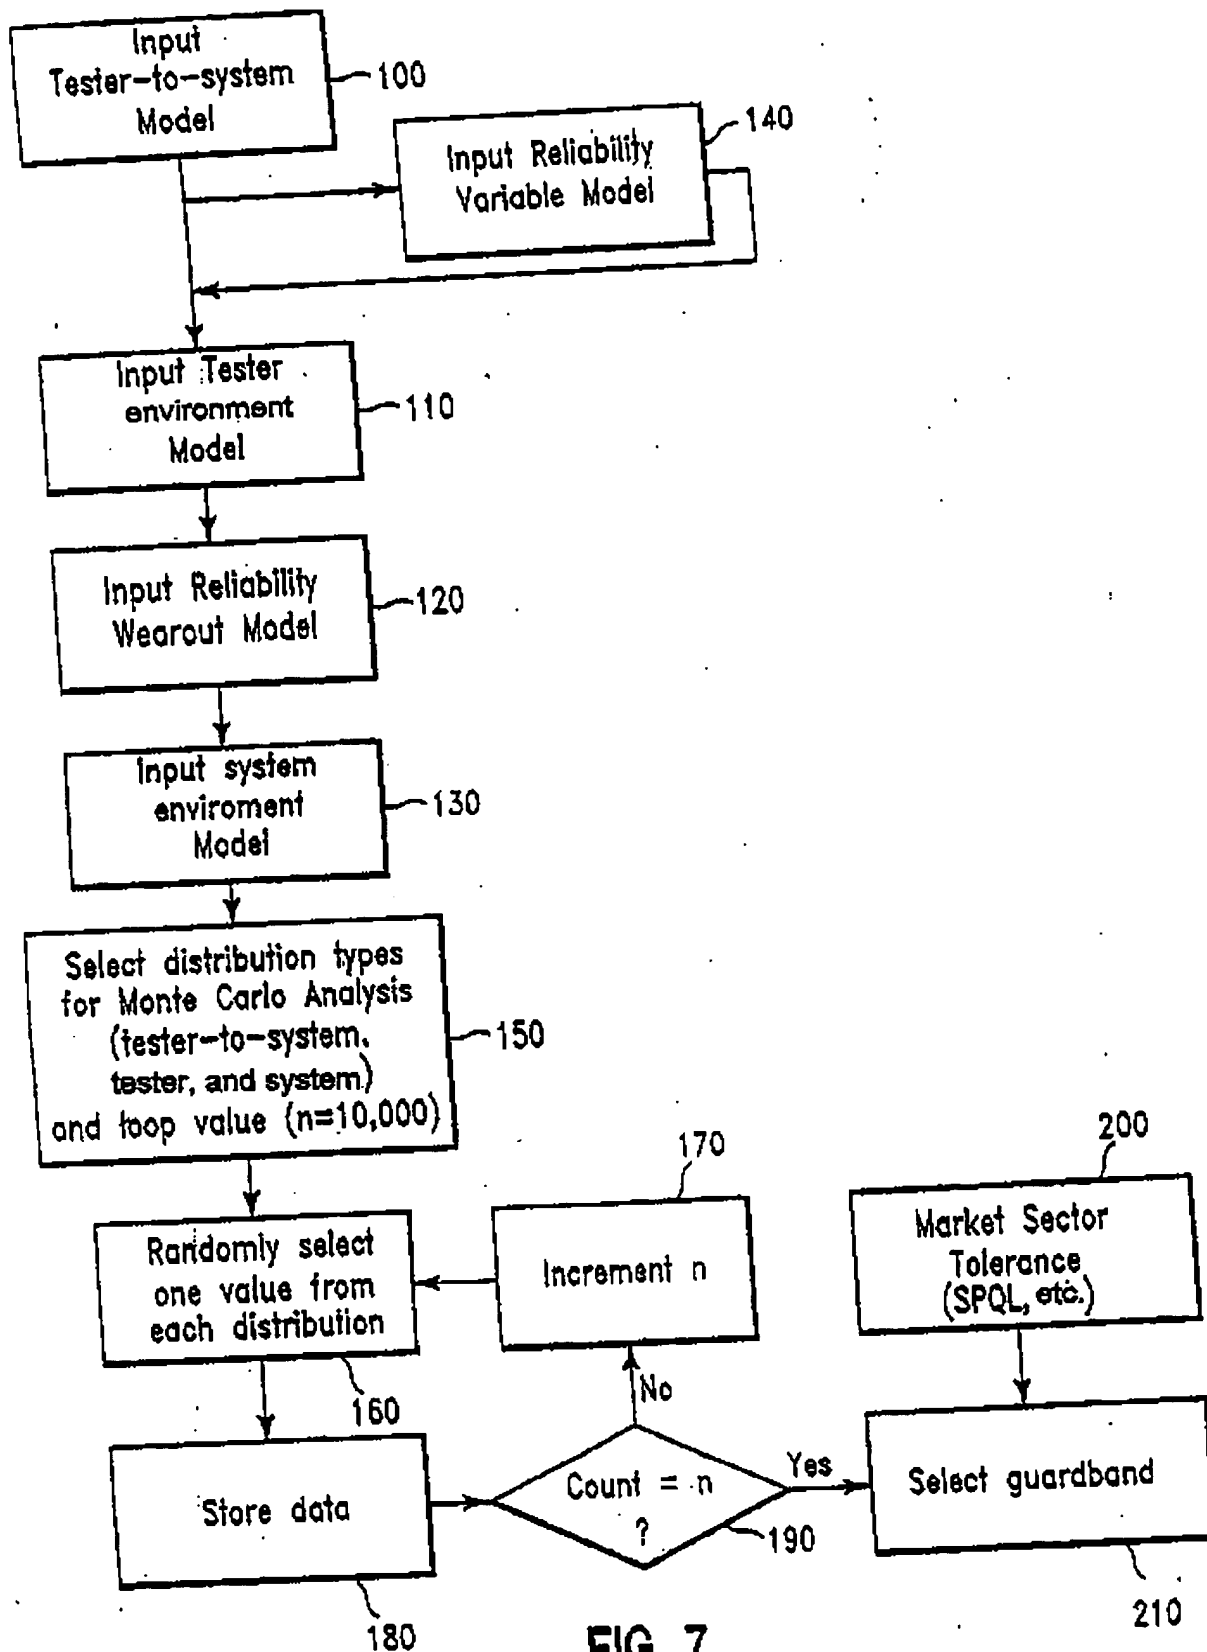 Input
Tester-to-system
Model
100
Input Reliability
Variable Model
140
Input Tester
environment
Model
110
Input Reliability
Wearout Model
120
Input system
enviroment
Model
130
Select distribution types
for Monte Carlo Analysis
(tester-to-system,
tester, and system)
and loop value (n=10,000)
150
Randomly select
one value from
each distribution
160
Increment n
170
Market Sector
Tolerance
(SPQL, etc.)
200
No
Store data
180
Count = n
?
190
Yes
Select guardband
210
FIG 7